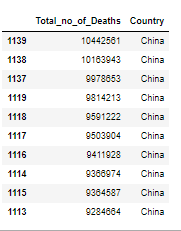 Total_no_of_Deaths Country
1139 10442561 China
1138 10163943 China
1137 9978653 China
1119 9814213 China
1118 9591222 China
1117 9503904 China
1116 9411928 China
1114 9366974 China
1115 9364587 China
1113 9284664 China